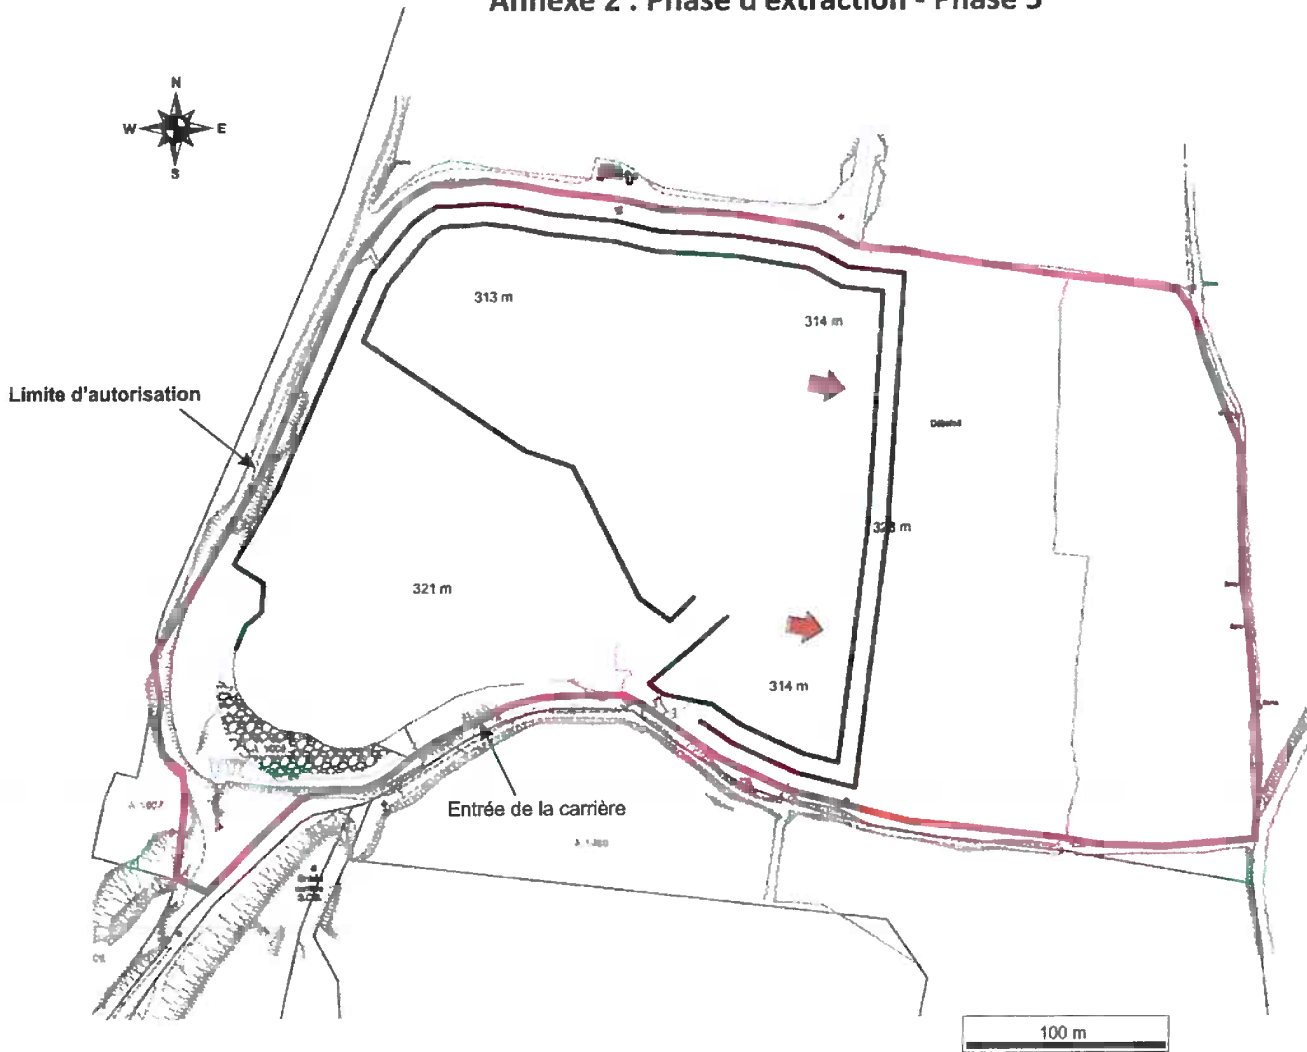 Annexe 2 : Phase d'extraction - Phase 3
N
W E
S
313 m
314 m
Limite d'autorisation
321 m
314 m
Entrée de la carrière
100 m